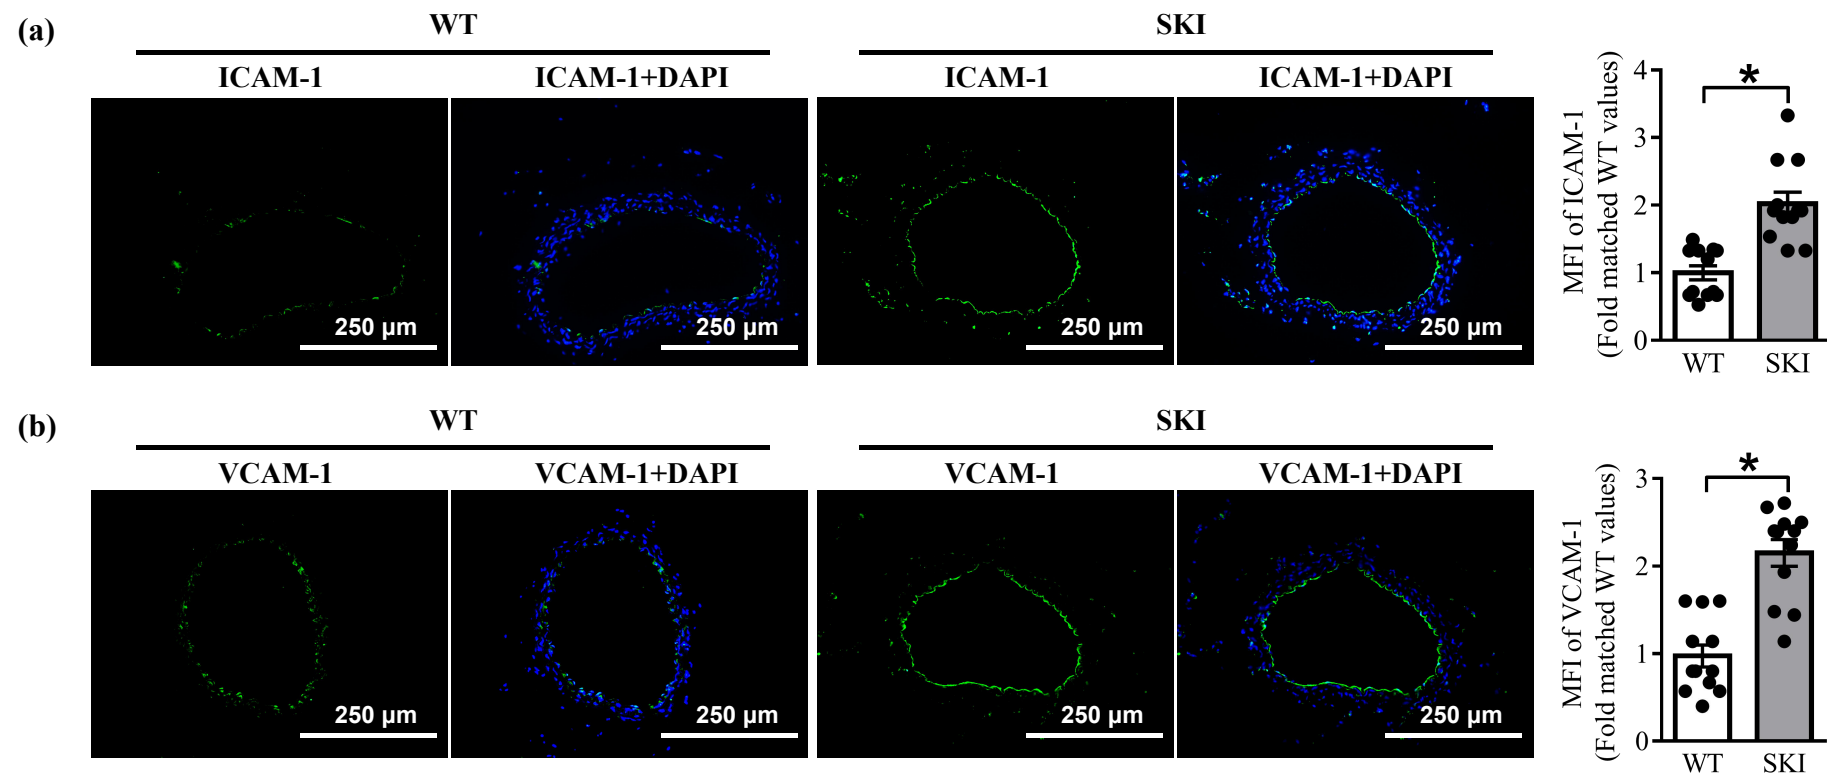 (a)
WT
SKI
ICAM-1
ICAM-1+DAPI
ICAM-1
ICAM-1+DAPI
250 µm
250 µm
250 µm
250 µm
MFI of ICAM-1
(Fold matched WT values)
4
3
2
1
0
*
WT
SKI
(b)
WT
SKI
VCAM-1
VCAM-1+DAPI
VCAM-1
VCAM-1+DAPI
250 µm
250 µm
250 µm
250 µm
MFI of VCAM-1
(Fold matched WT values)
3
2
1
0
*
WT
SKI